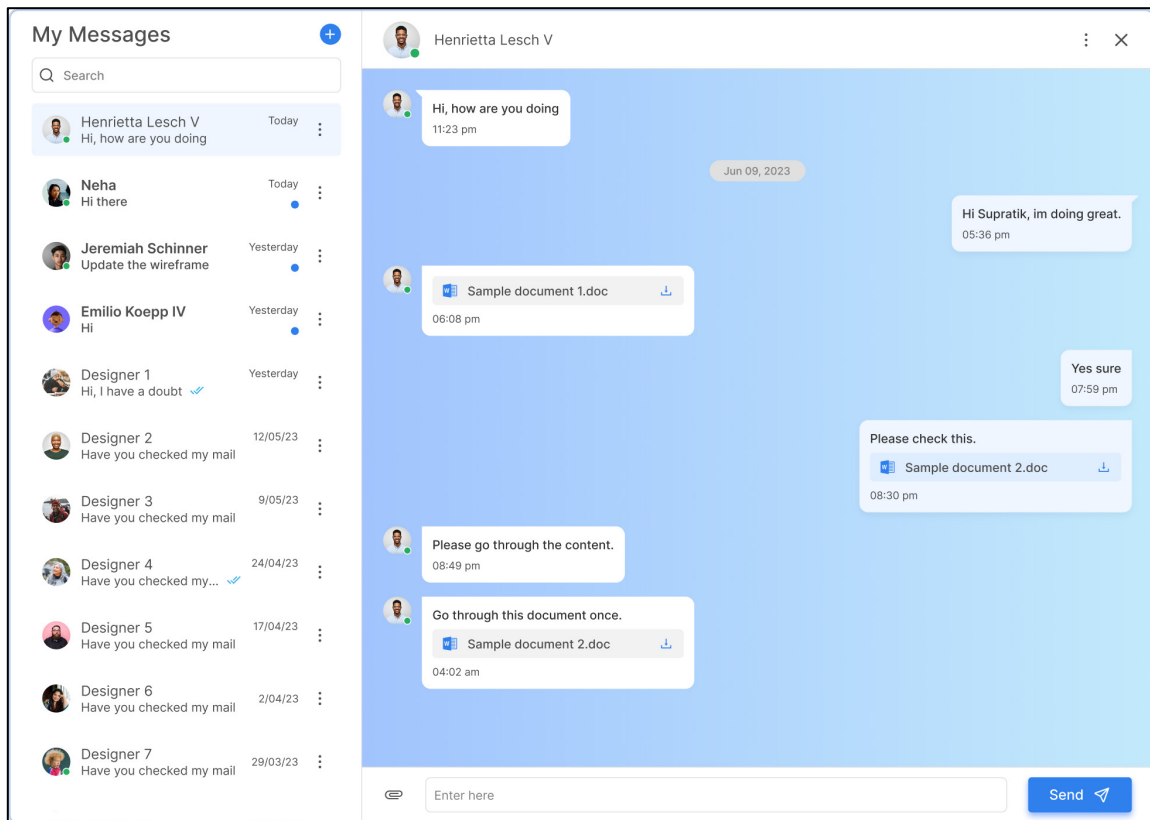 My Messages
Search
Henrietta Lesch V Today
Hi, how are you doing
Neha Today
Hi there
Jeremiah Schinner Yesterday
Update the wireframe
Emilio Koepp IV Yesterday
Hi
Designer 1 Yesterday
Hi, I have a doubt
Designer 2 12/05/23
Have you checked my mail
Designer 3 9/05/23
Have you checked my mail
Designer 4 24/04/23
Have you checked my...
Designer 5 17/04/23
Have you checked my mail
Designer 6 2/04/23
Have you checked my mail
Designer 7 29/03/23
Have you checked my mail
Henrietta Lesch V
Hi, how are you doing
11:23 pm
Jun 09, 2023
Hi Supratik, im doing great.
05:36 pm
Sample document 1.doc
06:08 pm
Yes sure
07:59 pm
Please check this.
Sample document 2.doc
08:30 pm
Please go through the content.
08:49 pm
Go through this document once.
Sample document 2.doc
04:02 am
Enter here
Send